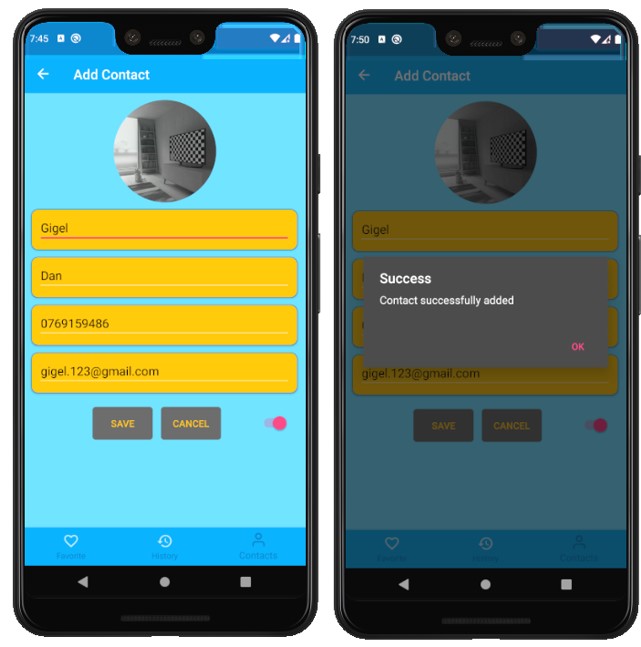 7:45
Add Contact
Gigel
Dan
0769159486
gigel.123@gmail.com
SAVE
CANCEL
Favorite
History
Contacts
7:50
Add Contact
Gigel
Success
Contact successfully added
OK
gigel.123@gmail.com
SAVE
CANCEL
Favorite
History
Contacts